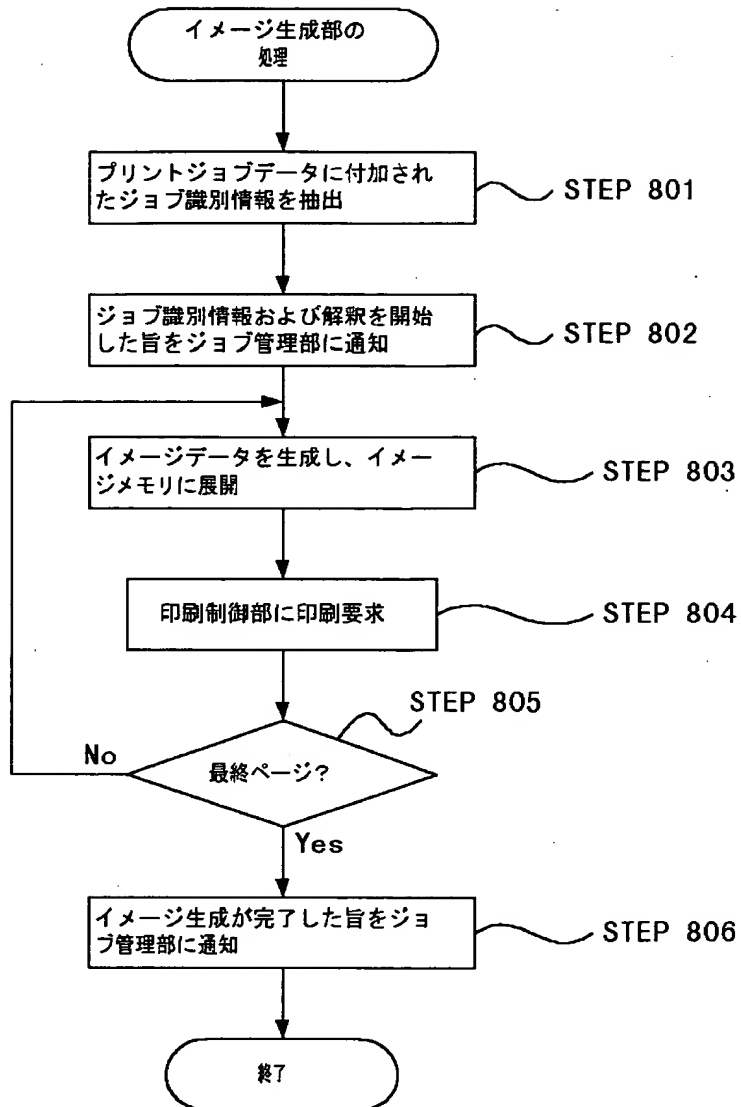 イメージ生成部の
処理
プリントジョブデータに付加され
たジョブ識別情報を抽出
STEP 801
ジョブ識別情報および解釈を開始
した旨をジョブ管理部に通知
STEP 802
イメージデータを生成し、イメー
ジメモリに展開
STEP 803
印刷制御部に印刷要求
STEP 804
STEP 805
No
最終ページ?
Yes
イメージ生成が完了した旨をジョ
ブ管理部に通知
STEP 806
終了